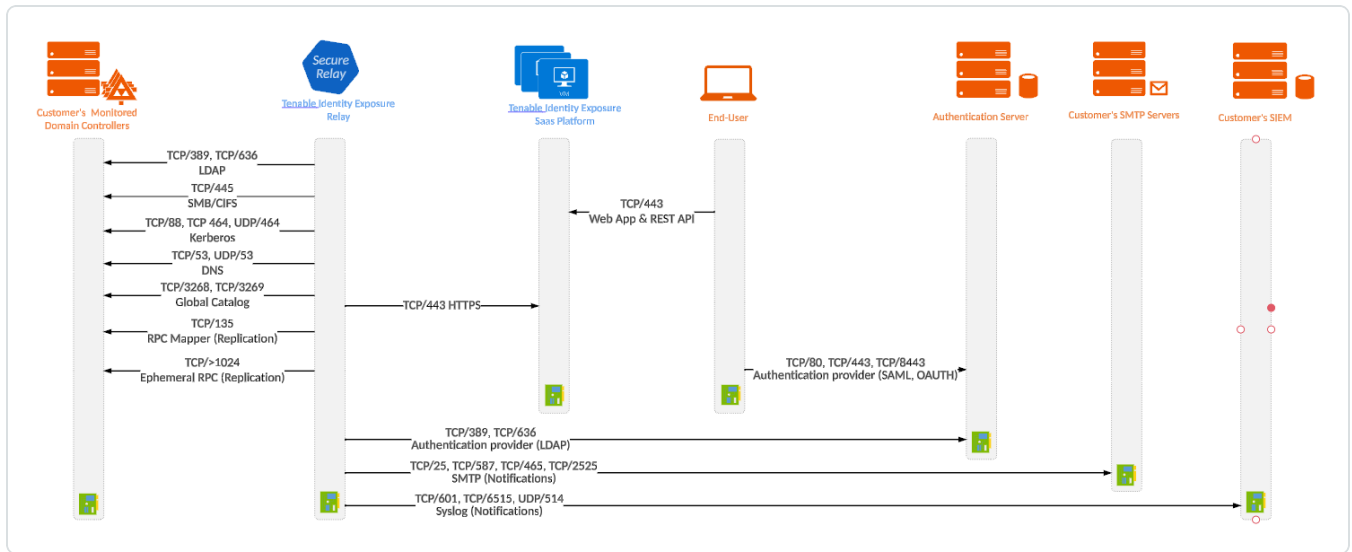 Secure
Relay
VM
Customer's Monitored
Domain Controllers
Tenable Identity Exposure
Relay
Tenable Identity Exposure
Saas Platform
End-User
Authentication Server
Customer's SMTP Servers
Customer's SIEM
TCP/389, TCP/636
LDAP
TCP/445
SMB/CIFS
TCP/88, TCP 464, UDP/464
Kerberos
TCP/53, UDP/53
DNS
TCP/3268, TCP/3269
Global Catalog
TCP/135
RPC Mapper (Replication)
TCP/>1024
Ephemeral RPC (Replication)
TCP/443
Web App & REST API
TCP/443 HTTPS
TCP/80, TCP/443, TCP/8443
Authentication provider (SAML, OAUTH)
TCP/389, TCP/636
Authentication provider (LDAP)
TCP/25, TCP/587, TCP/465, TCP/2525
SMTP (Notifications)
TCP/601, TCP/6515, UDP/514
Syslog (Notifications)